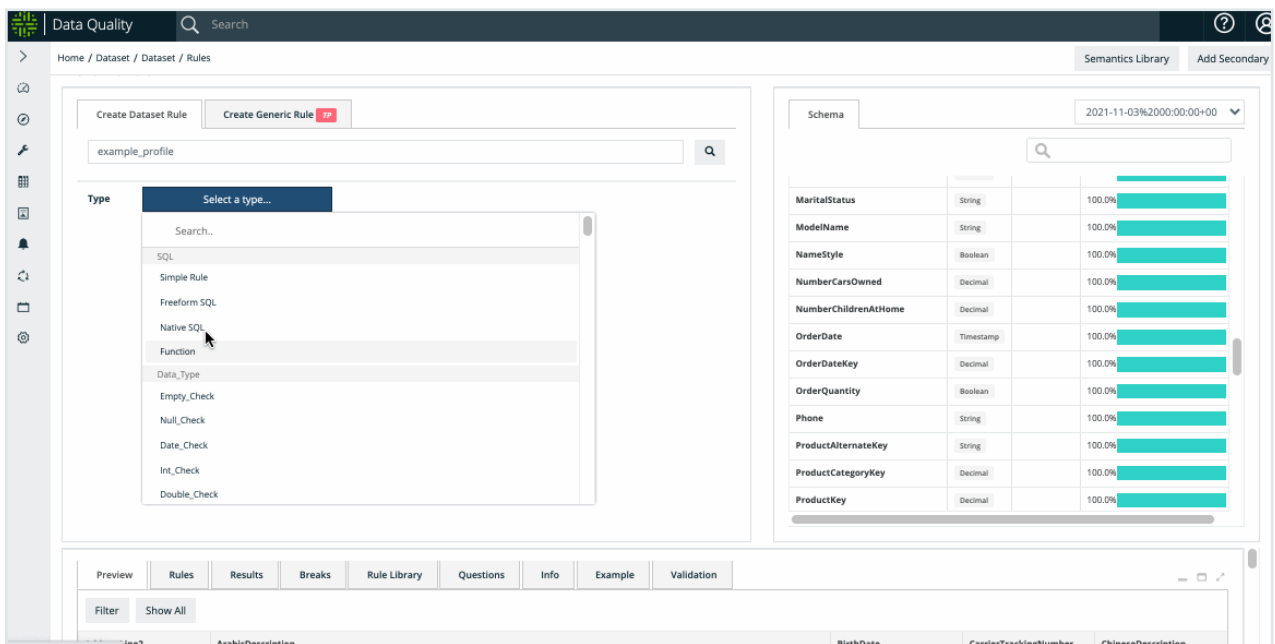 Data Quality
Search
Home / Dataset / Dataset / Rules
Semantics Library
Add Secondary
Create Dataset Rule
Create Generic Rule TP
example_profile
Type
Select a type...
Search..
SQL
Simple Rule
Freeform SQL
Native SQL
Function
Data_Type
Empty_Check
Null_Check
Date_Check
Int_Check
Double_Check
Schema
2021-11-03%2000:00:00+00
MaritalStatus String 100.0%
ModelName String 100.0%
NameStyle Boolean 100.0%
NumberCarsOwned Decimal 100.0%
NumberChildrenAtHome Decimal 100.0%
OrderDate Timestamp 100.0%
OrderDateKey Decimal 100.0%
OrderQuantity Boolean 100.0%
Phone String 100.0%
ProductAlternateKey String 100.0%
ProductCategoryKey Decimal 100.0%
ProductKey Decimal 100.0%
Preview Rules Results Breaks Rule Library Questions Info Example Validation
Filter Show All
ArabicDescription BirthDate CarrierTrackingNumber ChineseDescription